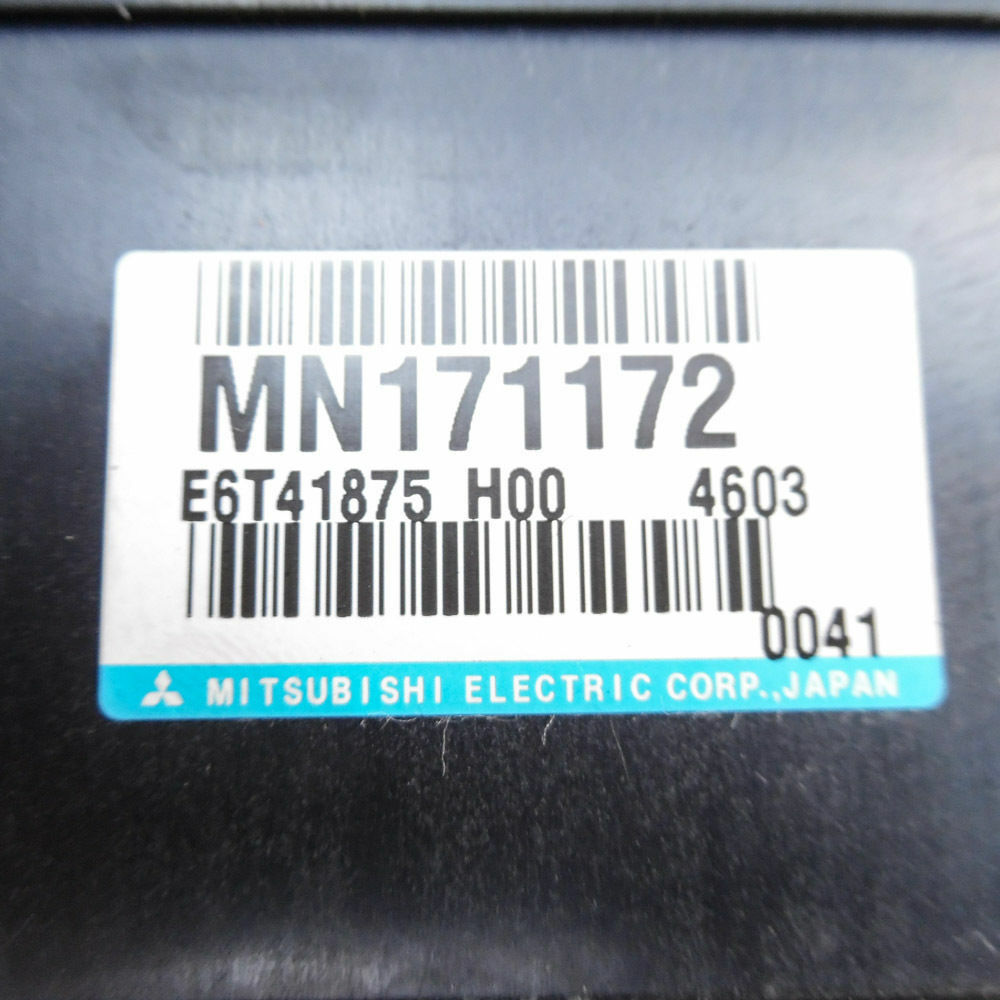 MN171172
E6T41875 H00 4603
0041
MITSUBISHI ELECTRIC CORP., JAPAN